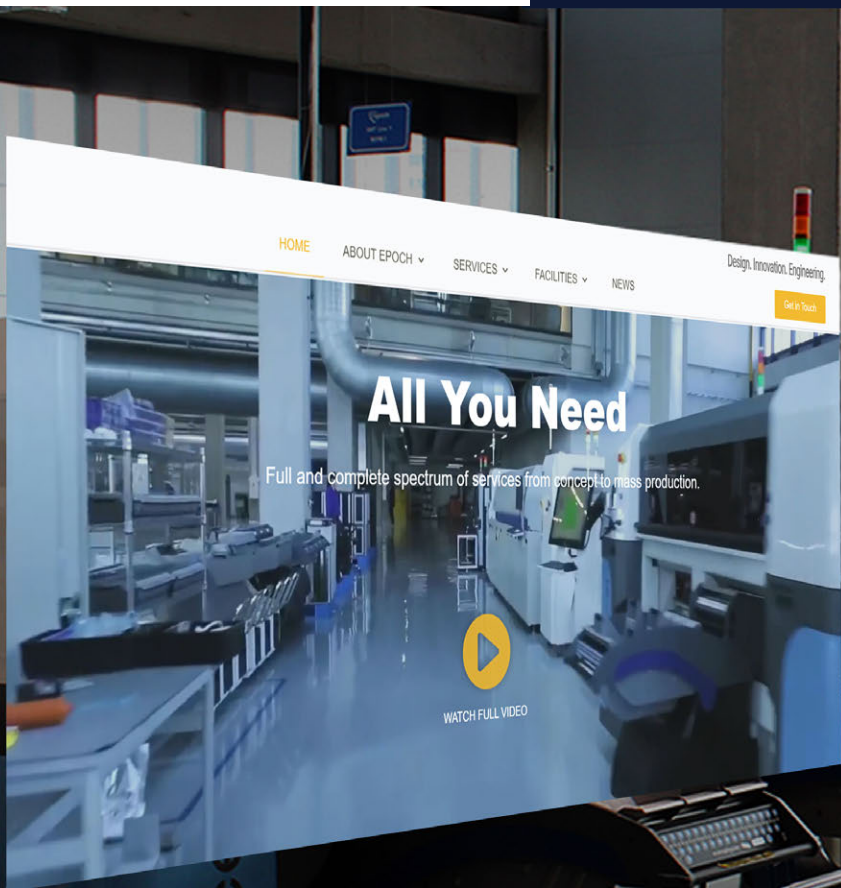 HOME
ABOUT EPOCH
SERVICES
FACILITIES
NEWS
Design. Innovation. Engineering.
Get in Touch
All You Need
Full and complete spectrum of services from concept to mass production.
WATCH FULL VIDEO